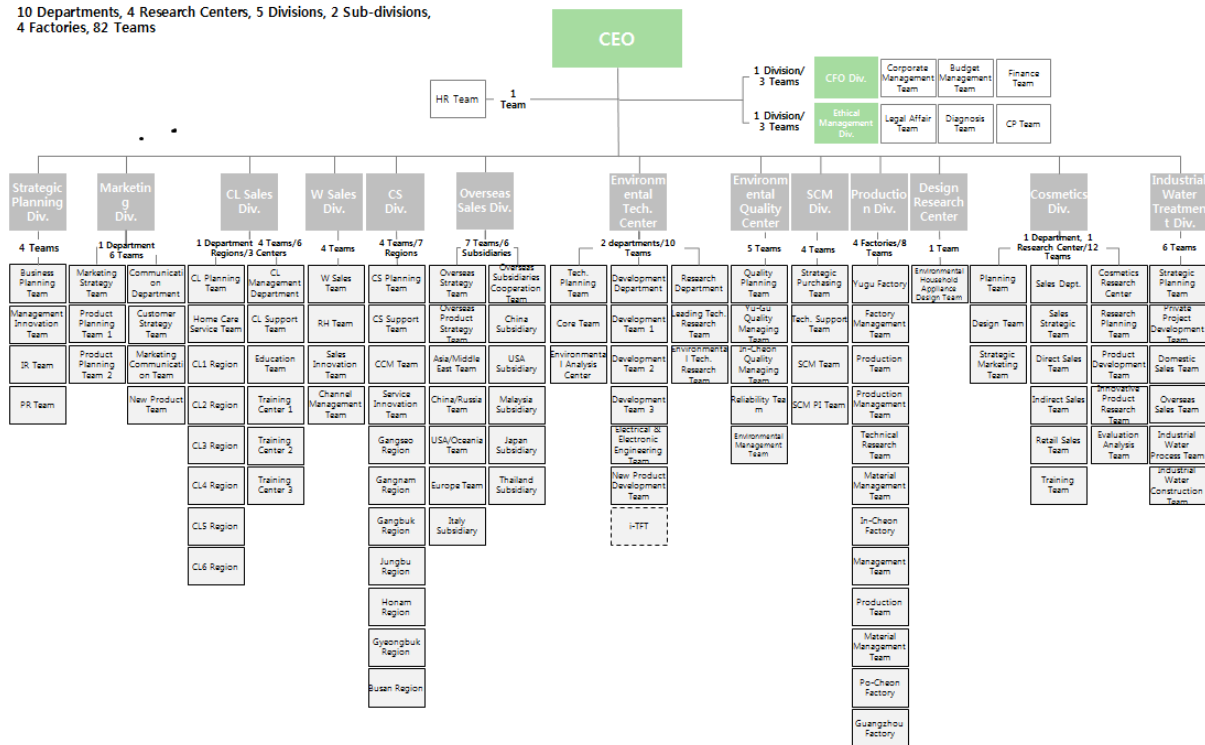 10 Departments, 4 Research Centers, 5 Divisions, 2 Sub-divisions,
4 Factories, 82 Teams
CEO
HR Team
1
Team
1 Division/
3 Teams
CFO Div.
Corporate
Management
Team
Budget
Management
Team
Finance
Team
1 Division/
3 Teams
Ethical
Management
Div.
Legal Affair
Team
Diagnosis
Team
CP Team
Strategic
Planning
Div.
4 Teams
Business
Planning
Team
Management
Innovation
Team
IR Team
PR Team
Marketin
g
Div.
1 Department
6 Teams
Marketing
Strategy Team
Product
Planning
Team 1
Product
Planning
Team 2
Communicati
on
Department
Customer
Strategy
Team
Marketing
Communicati
on Team
New Product
Team
CL Sales
Div.
1 Department 4 Teams/6
Regions/3 Centers
CL Planning
Team
Home Care
Service Team
CL1 Region
CL2 Region
CL3 Region
CL4 Region
CL5 Region
CL6 Region
CL
Management
Department
CL Support
Team
Education
Team
Training
Center 1
Training
Center 2
Training
Center 3
W Sales
Div.
4 Teams
W Sales
Team
RH Team
Sales
Innovation
Team
Channel
Management
Team
CS
Div.
4 Teams/7
Regions
CS Planning
Team
CS Support
Team
CCM Team
Service
Innovation
Team
Gangseo
Region
Gangnam
Region
Gangbuk
Region
Jungbu
Region
Honam
Region
Gyeongbuk
Region
Busan Region
Overseas
Sales Div.
7 Teams/6
Subsidiaries
Overseas
Strategy
Team
Overseas
Product
Strategy
Team
Asia/Middle
East Team
China/Russia
Team
USA/Oceania
Team
Europe Team
Italy
Subsidiary
Overseas
Subsidiaries
Cooperation
Team
China
Subsidiary
USA
Subsidiary
Malaysia
Subsidiary
Japan
Subsidiary
Thailand
Subsidiary
Environm
ental
Tech.
Center
2 departments/10
Teams
Tech.
Planning
Team
Core Team
Environmenta
l Analysis
Center
Development
Department
Development
Team 1
Development
Team 2
Development
Team 3
Electrical &
Electronic
Engineering
Team
New Product
Development
Team
i-TFT
Research
Department
Leading Tech.
Research
Team
Environmenta
l Tech.
Research
Team
Environm
ental
Quality
Center
5 Teams
Quality
Planning
Team
Yu-Gu
Quality
Managing
Team
In-Cheon
Quality
Managing
Team
Reliability Tea
m
Environmental
Management
Team
SCM
Div.
4 Teams
Strategic
Purchasing
Team
Tech. Support
Team
SCM Team
SCM PI Team
Productio
n Div.
4 Factories/8
Teams
Yugu Factory
Factory
Management
Team
Production
Team
Production
Management
Team
Technical
Research
Team
Material
Management
Team
In-Cheon
Factory
Management
Team
Production
Team
Material
Management
Team
Po-Cheon
Factory
Guangzhou
Factory
Design
Research
Center
1 Team
Environmental
Household
Appliance
Design Team
Cosmetics
Div.
1 Department, 1
Research Center/12
Teams
Planning
Team
Design Team
Strategic
Marketing
Team
Sales Dept.
Sales
Strategic
Team
Direct Sales
Team
Indirect Sales
Team
Retail Sales
Team
Training
Team
Cosmetics
Research
Center
Research
Planning
Team
Product
Development
Team
Innovative
Product
Research
Team
Evaluation
Analysis
Team
Industrial
Water
Treatmen
t Div.
6 Teams
Strategic
Planning
Team
Private
Project
Development
Domestic
Sales Team
Overseas
Sales Team
Industrial
Water
Process Team
Industrial
Water
Construction
Team